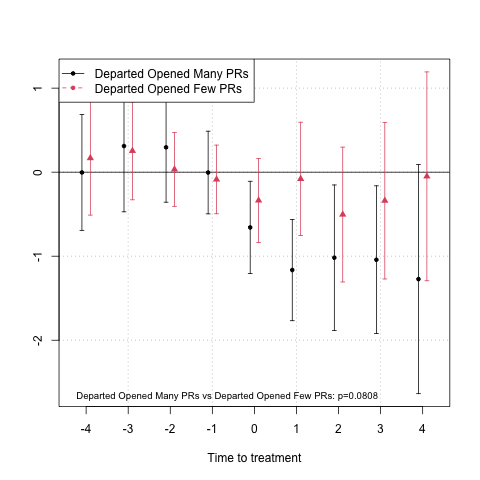 Departed Opened Many PRs
Departed Opened Few PRs
1
0
-1
-2
Departed Opened Many PRs vs Departed Opened Few PRs: p=0.0808
-4 -3 -2 -1 0 1 2 3 4
Time to treatment